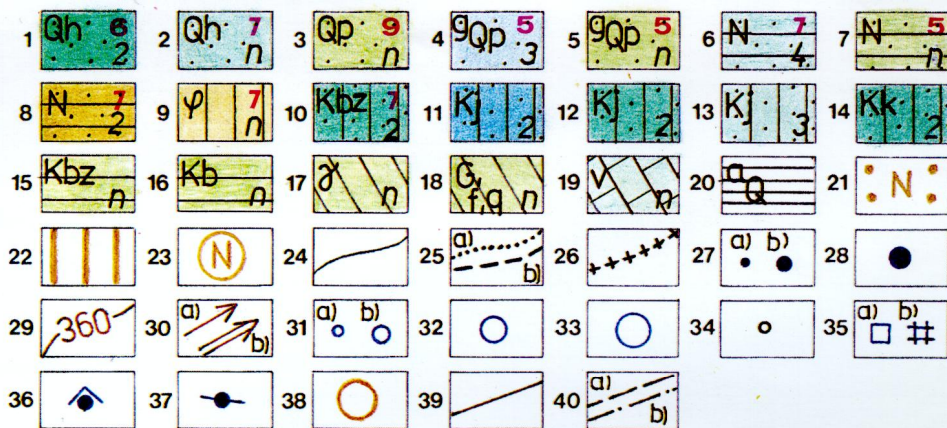 1 Qh 6 2 2 Qh 7 n 3 Qp 9 n 4 gQp 5 3 5 gQp 5 n 6 N 7 4 7 N 5 n
8 N 7 2 9 φ 7 n 10 Kbz 7 2 11 Kj 2 12 Kj 2 13 Kj 3 14 Kk 2
15 Kbz n 16 Kb n 17 γ n 18 G, f,q n 19 v n 20 aQ 21 N
22 23 N 24 25 a) b) 26 27 a) b) 28
29 360 30 a) b) 31 a) b) 32 33 34 35 a) b)
36 37 38 39 40 a) b)